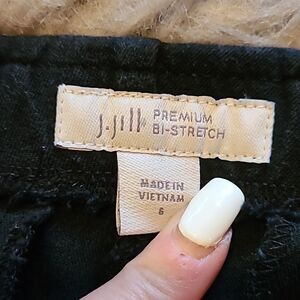 J.Jill® PREMIUM
BI-STRETCH
MADE IN
VIETNAM
6